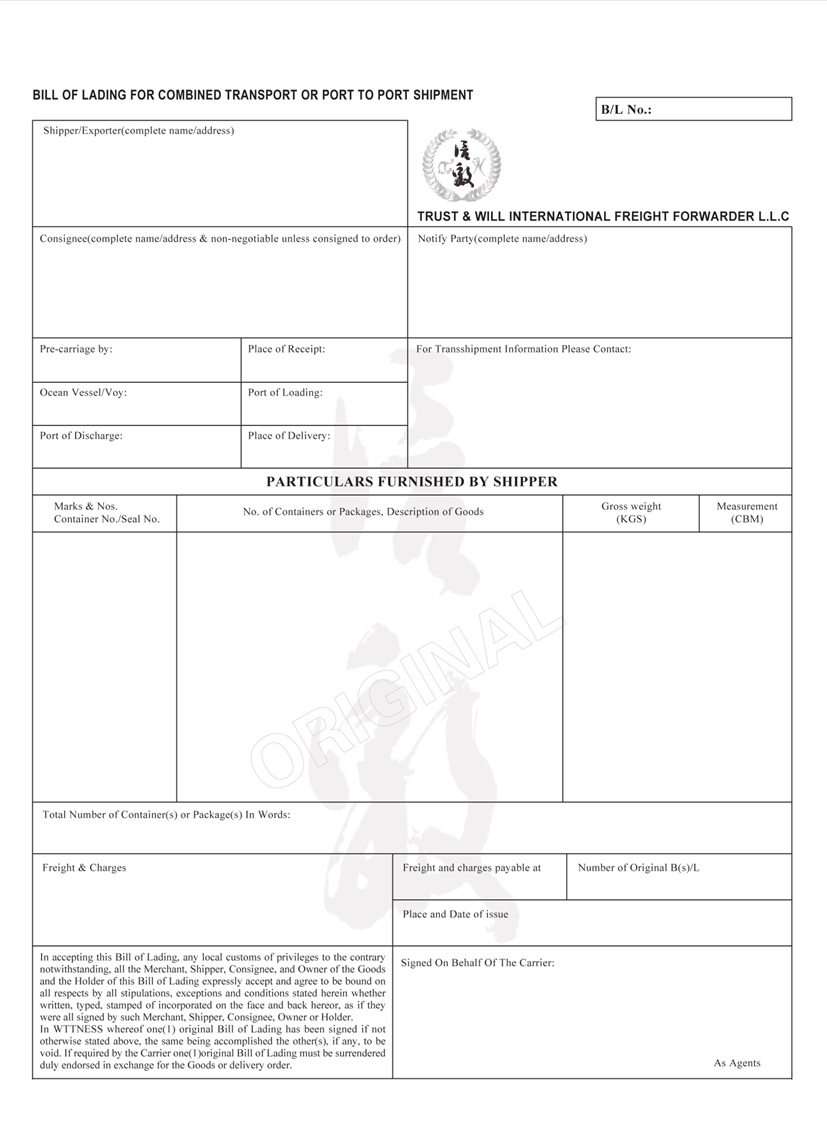 BILL OF LADING FOR COMBINED TRANSPORT OR PORT TO PORT SHIPMENT
B/L No.:
Shipper/Exporter(complete name/address)
TRUST & WILL INTERNATIONAL FREIGHT FORWARDER L.L.C
Consignee(complete name/address & non-negotiable unless consigned to order)
Notify Party(complete name/address)
Pre-carriage by:
Place of Receipt:
For Transshipment Information Please Contact:
Ocean Vessel/Voy:
Port of Loading:
Port of Discharge:
Place of Delivery:
PARTICULARS FURNISHED BY SHIPPER
Marks & Nos.
Container No./Seal No.
No. of Containers or Packages, Description of Goods
Gross weight
(KGS)
Measurement
(CBM)
ORIGINAL
Total Number of Container(s) or Package(s) In Words:
Freight & Charges
Freight and charges payable at
Number of Original B(s)/L
Place and Date of issue
In accepting this Bill of Lading, any local customs of privileges to the contrary
notwithstanding, all the Merchant, Shipper, Consignee, and Owner of the Goods
and the Holder of this Bill of Lading expressly accept and agree to be bound on
all respects by all stipulations, exceptions and conditions stated herein whether
written, typed, stamped of incorporated on the face and back hereor, as if they
were all signed by such Merchant, Shipper, Consignee, Owner or Holder.
In WTTNESS whereof one(1) original Bill of Lading has been signed if not
otherwise stated above, the same being accomplished the other(s), if any, to be
void. If required by the Carrier one(1)original Bill of Lading must be surrendered
duly endorsed in exchange for the Goods or delivery order.
Signed On Behalf Of The Carrier:
As Agents